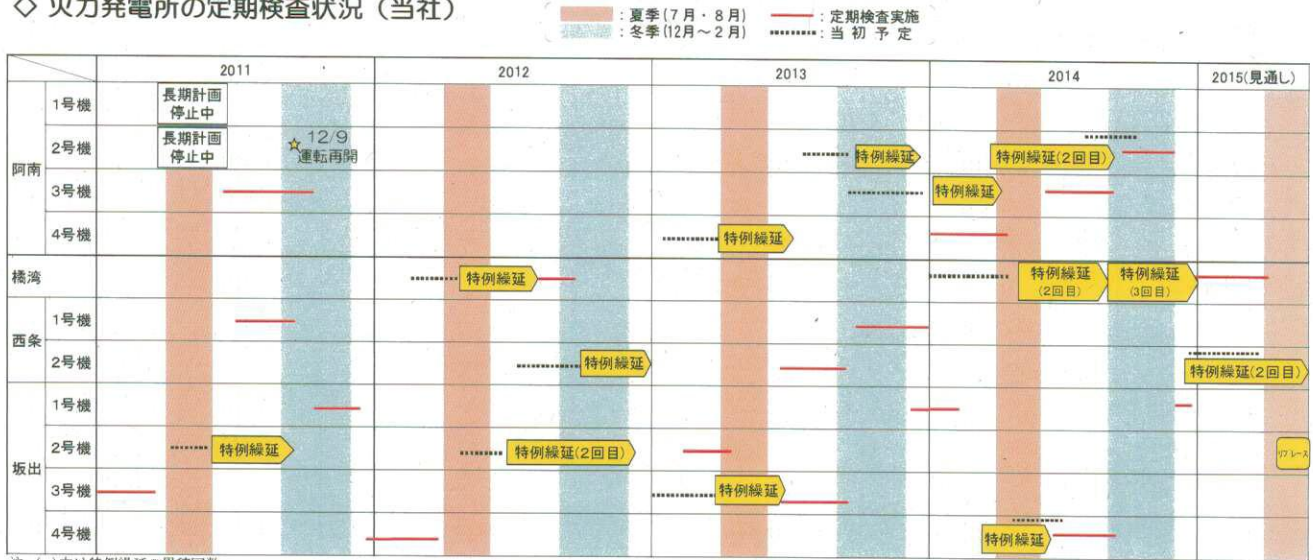 ◇ 火力発電所の定期検査状況（当社）
：夏季(7月・8月)
：定期検査実施
：冬季(12月～2月)
：当初予定
2011
2012
2013
2014
2015(見通し)
阿南
1号機
長期計画
停止中
2号機
長期計画
停止中
☆ 12/9
運転再開
特例繰延
特例繰延(2回目)
3号機
特例繰延
4号機
特例繰延
橘湾
特例繰延
特例繰延
(2回目)
特例繰延
(3回目)
西条
1号機
2号機
特例繰延
特例繰延(2回目)
坂出
1号機
2号機
特例繰延
特例繰延(2回目)
リプレース
3号機
特例繰延
4号機
特例繰延